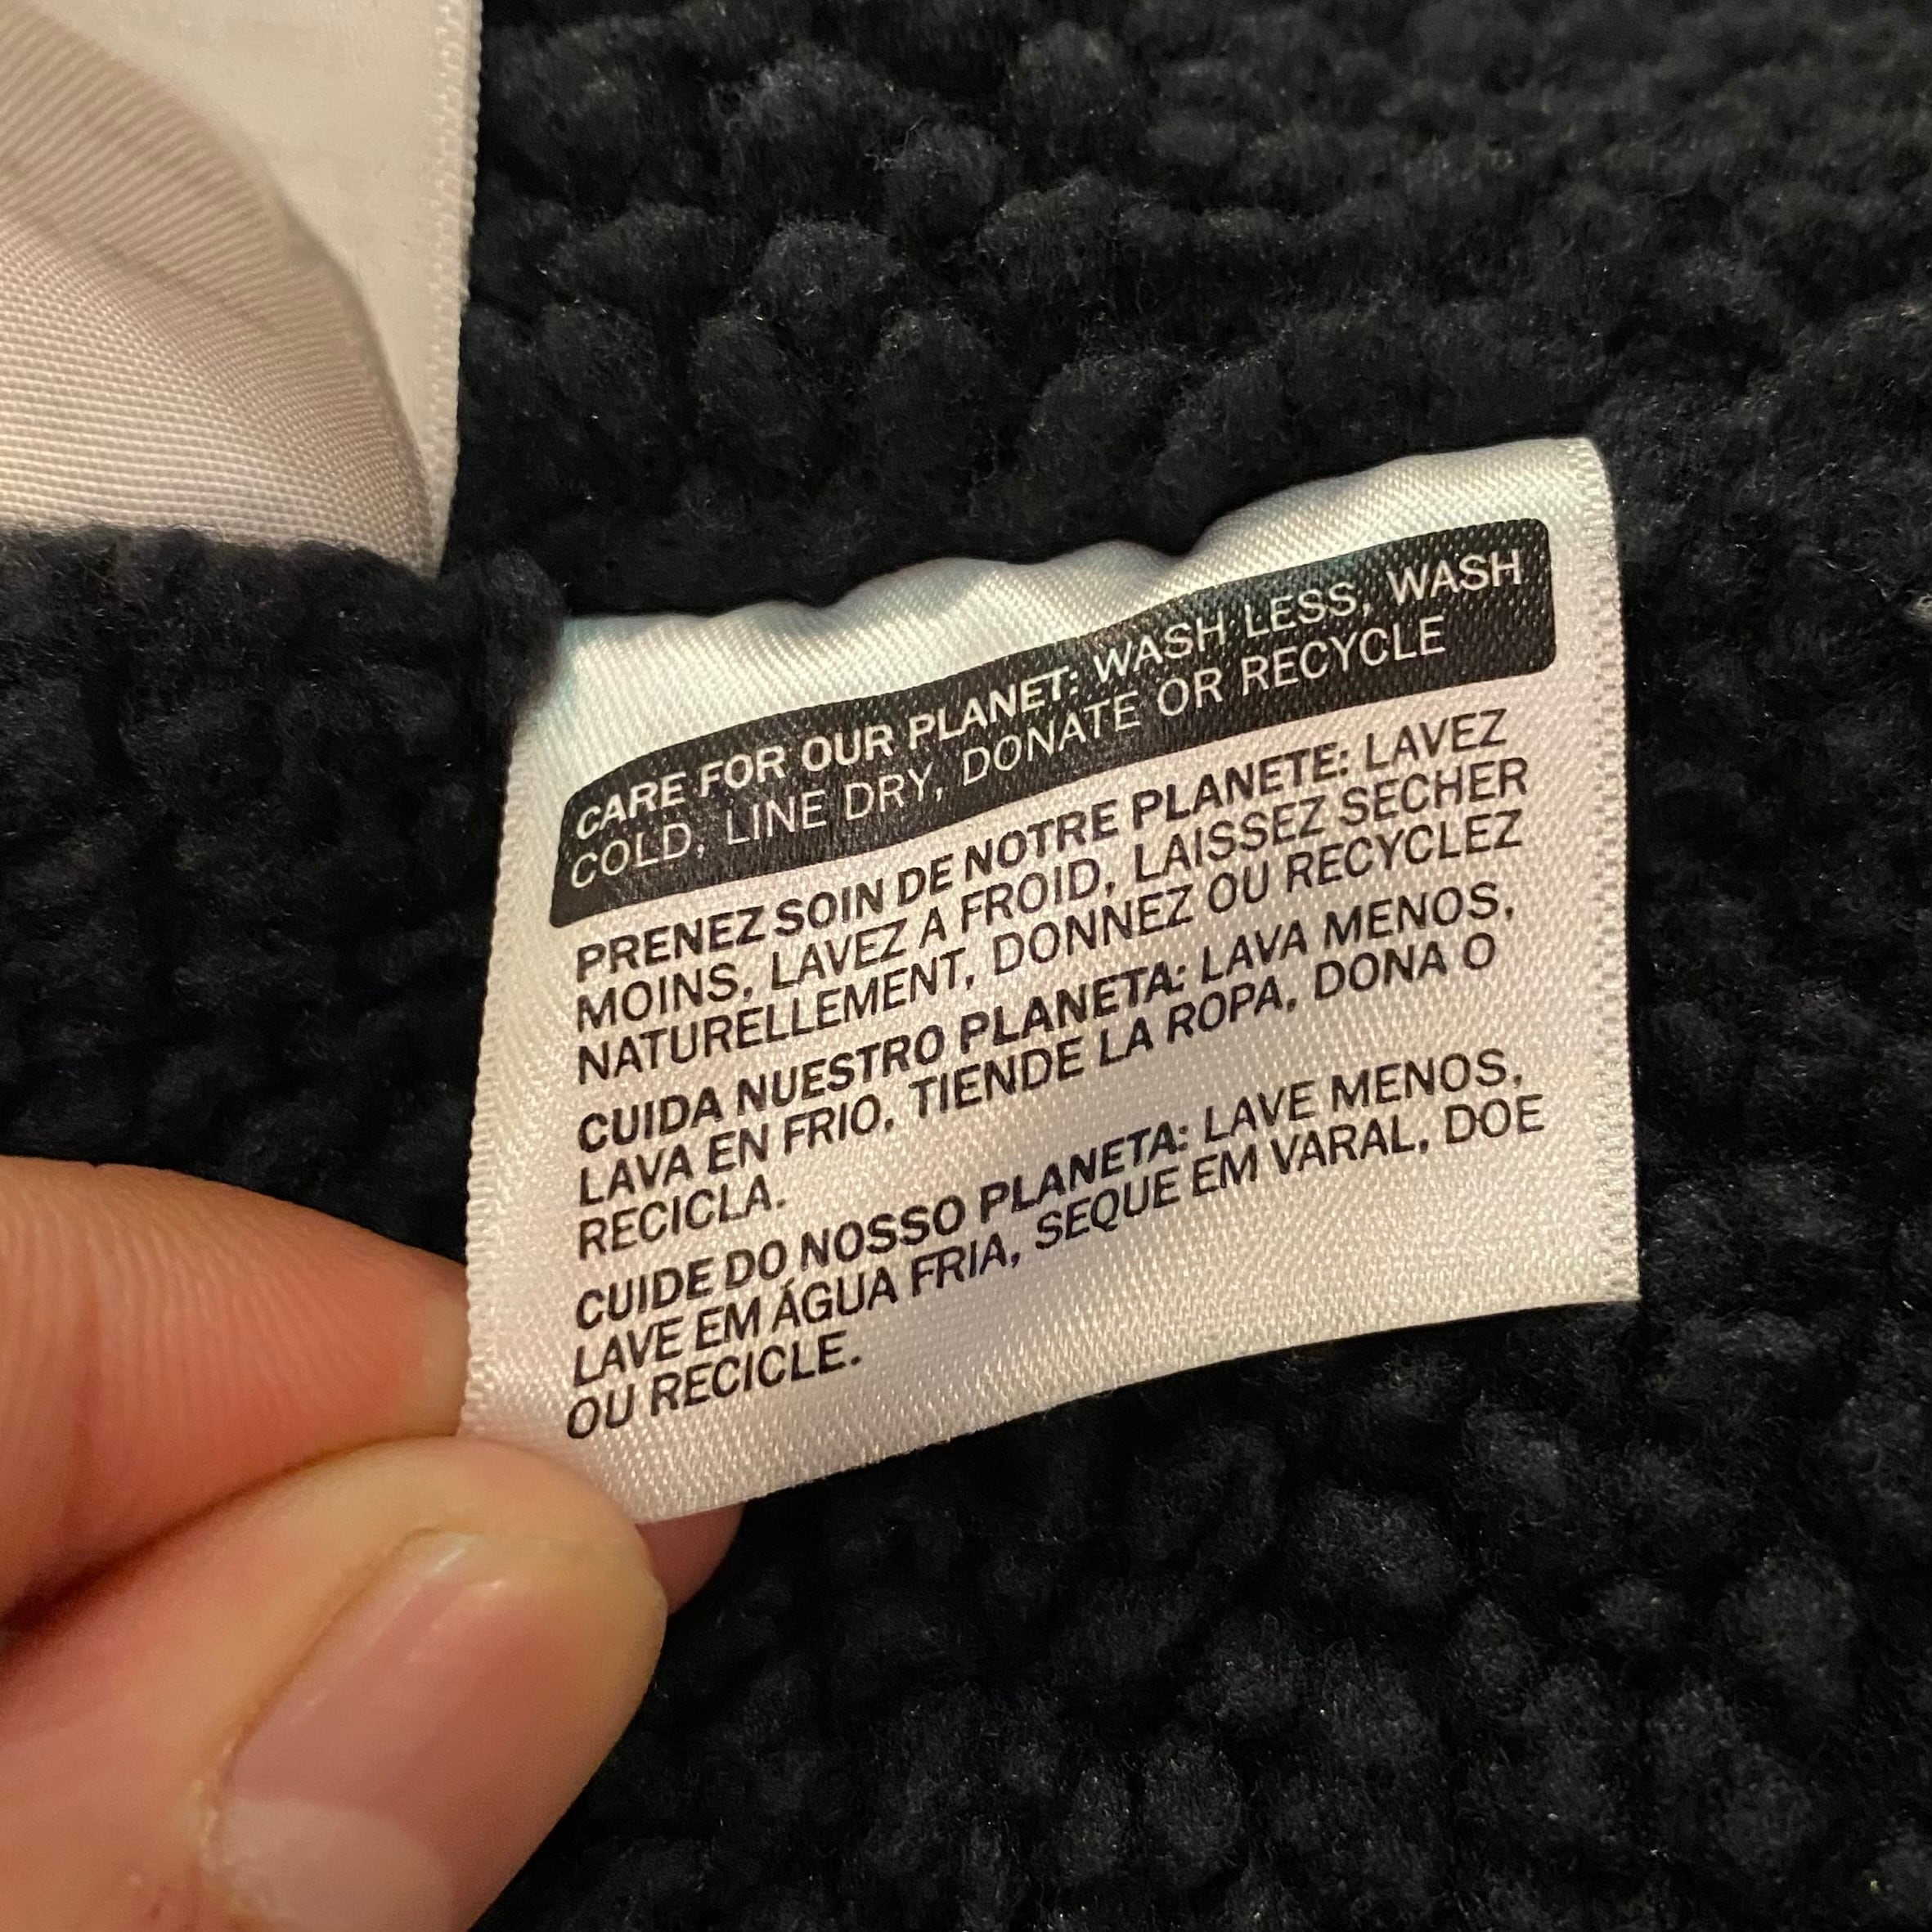 CARE FOR OUR PLANET: WASH LESS, WASH
COLD, LINE DRY, DONATE OR RECYCLE
PRENEZ SOIN DE NOTRE PLANETE: LAVEZ
MOINS, LAVEZ A FROID, LAISSEZ SECHER
NATURELLEMENT, DONNEZ OU RECYCLEZ
CUIDA NUESTRO PLANETA: LAVA MENOS,
LAVA EN FRIO, TIENDE LA ROPA, DONA O
RECICLA.
CUIDE DO NOSSO PLANETA: LAVE MENOS,
LAVE EM ÁGUA FRIA, SEQUE EM VARAL, DOE
OU RECICLE.